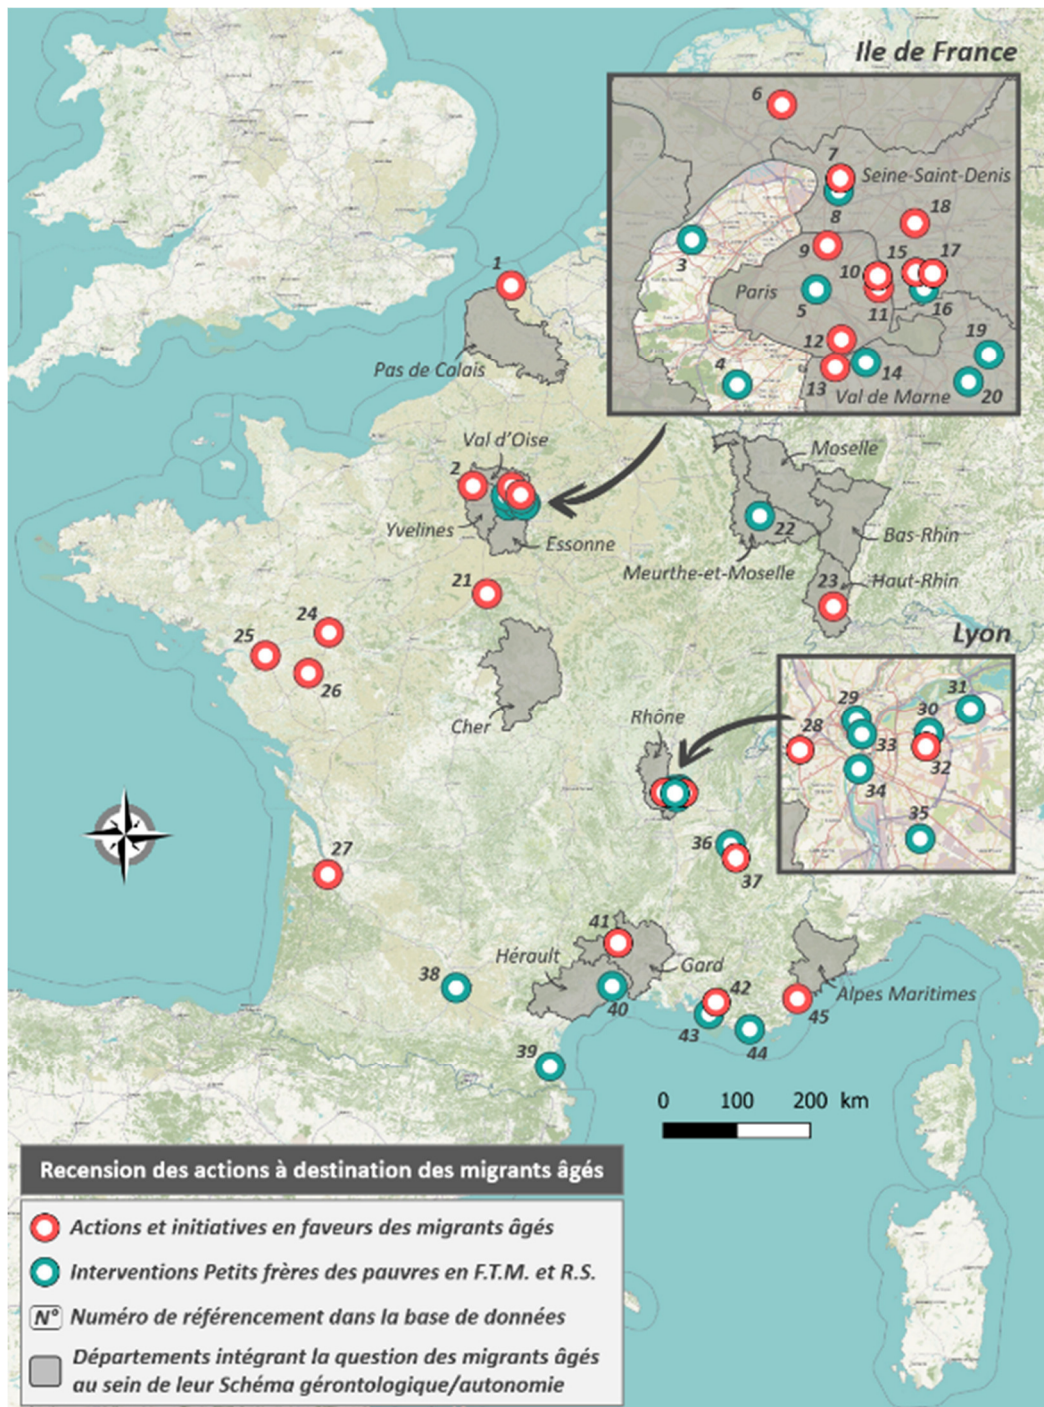 Ile de France
6
7
Seine-Saint-Denis
8
18
3
9
15
17
10
Paris
5
11
16
12
19
4
14
13
Val de Marne
20
1
Pas de Calais
Val d'Oise
2
Yvelines
Essonne
Moselle
22
Bas-Rhin
Meurthe-et-Moselle
23
Haut-Rhin
21
24
25
26
Cher
Lyon
Rhône
28
29
30
31
33
32
34
35
36
37
27
41
Hérault
Gard
38
40
42
43
44
45
Alpes Maritimes
39
0 100 200 km
Recension des actions à destination des migrants âgés
Actions et initiatives en faveurs des migrants âgés
Interventions Petits frères des pauvres en F.T.M. et R.S.
N° Numéro de référencement dans la base de données
Départements intégrant la question des migrants âgés
au sein de leur Schéma gérontologique/autonomie